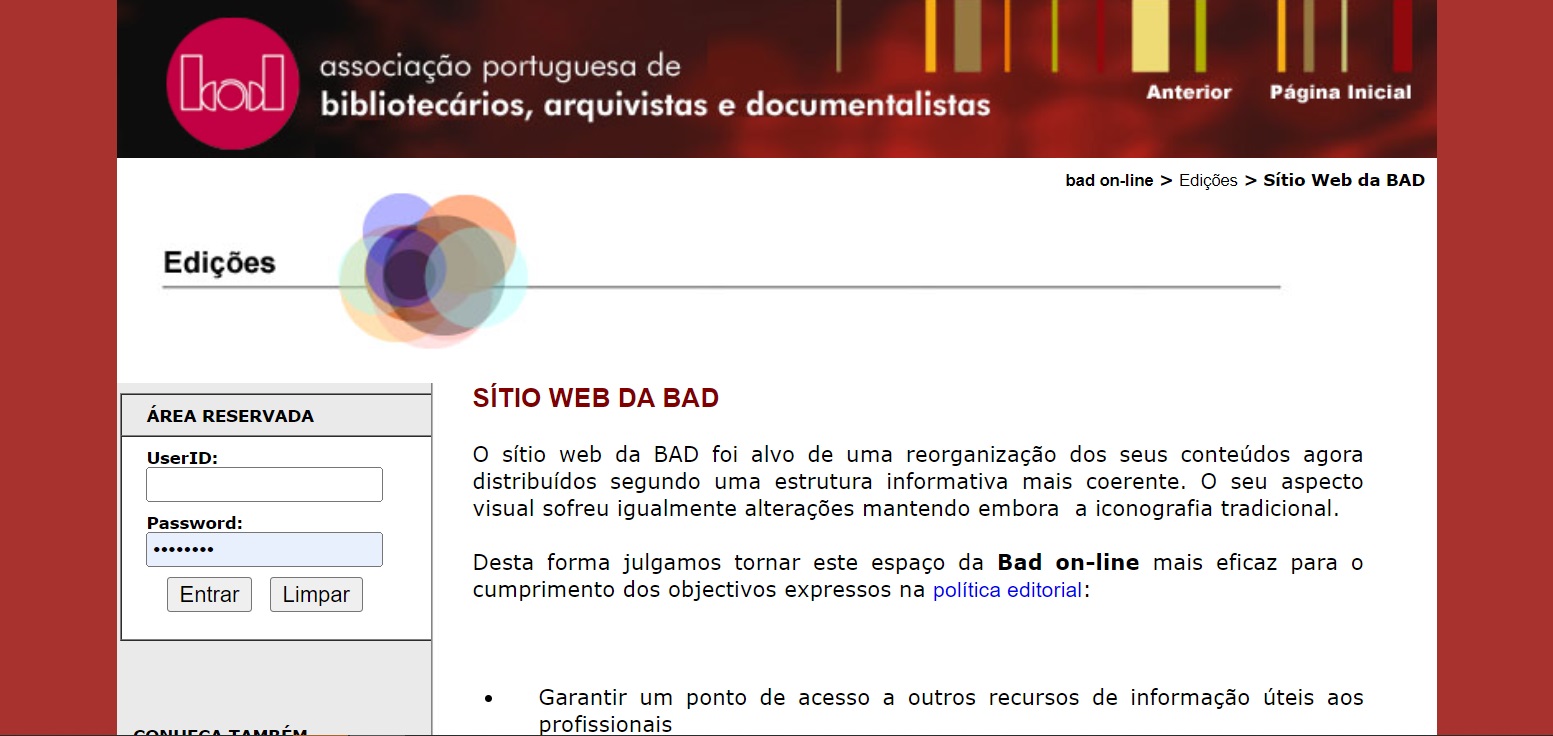 bad
associação portuguesa de
bibliotecários, arquivistas e documentalistas
Anterior
Página Inicial
bad on-line > Edições > Sítio Web da BAD
Edições
ÁREA RESERVADA
UserID:
Password:
Entrar
Limpar
CONHEÇA TAMBÉM
SÍTIO WEB DA BAD
O sítio web da BAD foi alvo de uma reorganização dos seus conteúdos agora
distribuídos segundo uma estrutura informativa mais coerente. O seu aspecto
visual sofreu igualmente alterações mantendo embora a iconografia tradicional.
Desta forma julgamos tornar este espaço da Bad on-line mais eficaz para o
cumprimento dos objectivos expressos na política editorial:
• Garantir um ponto de acesso a outros recursos de informação úteis aos
profissionais